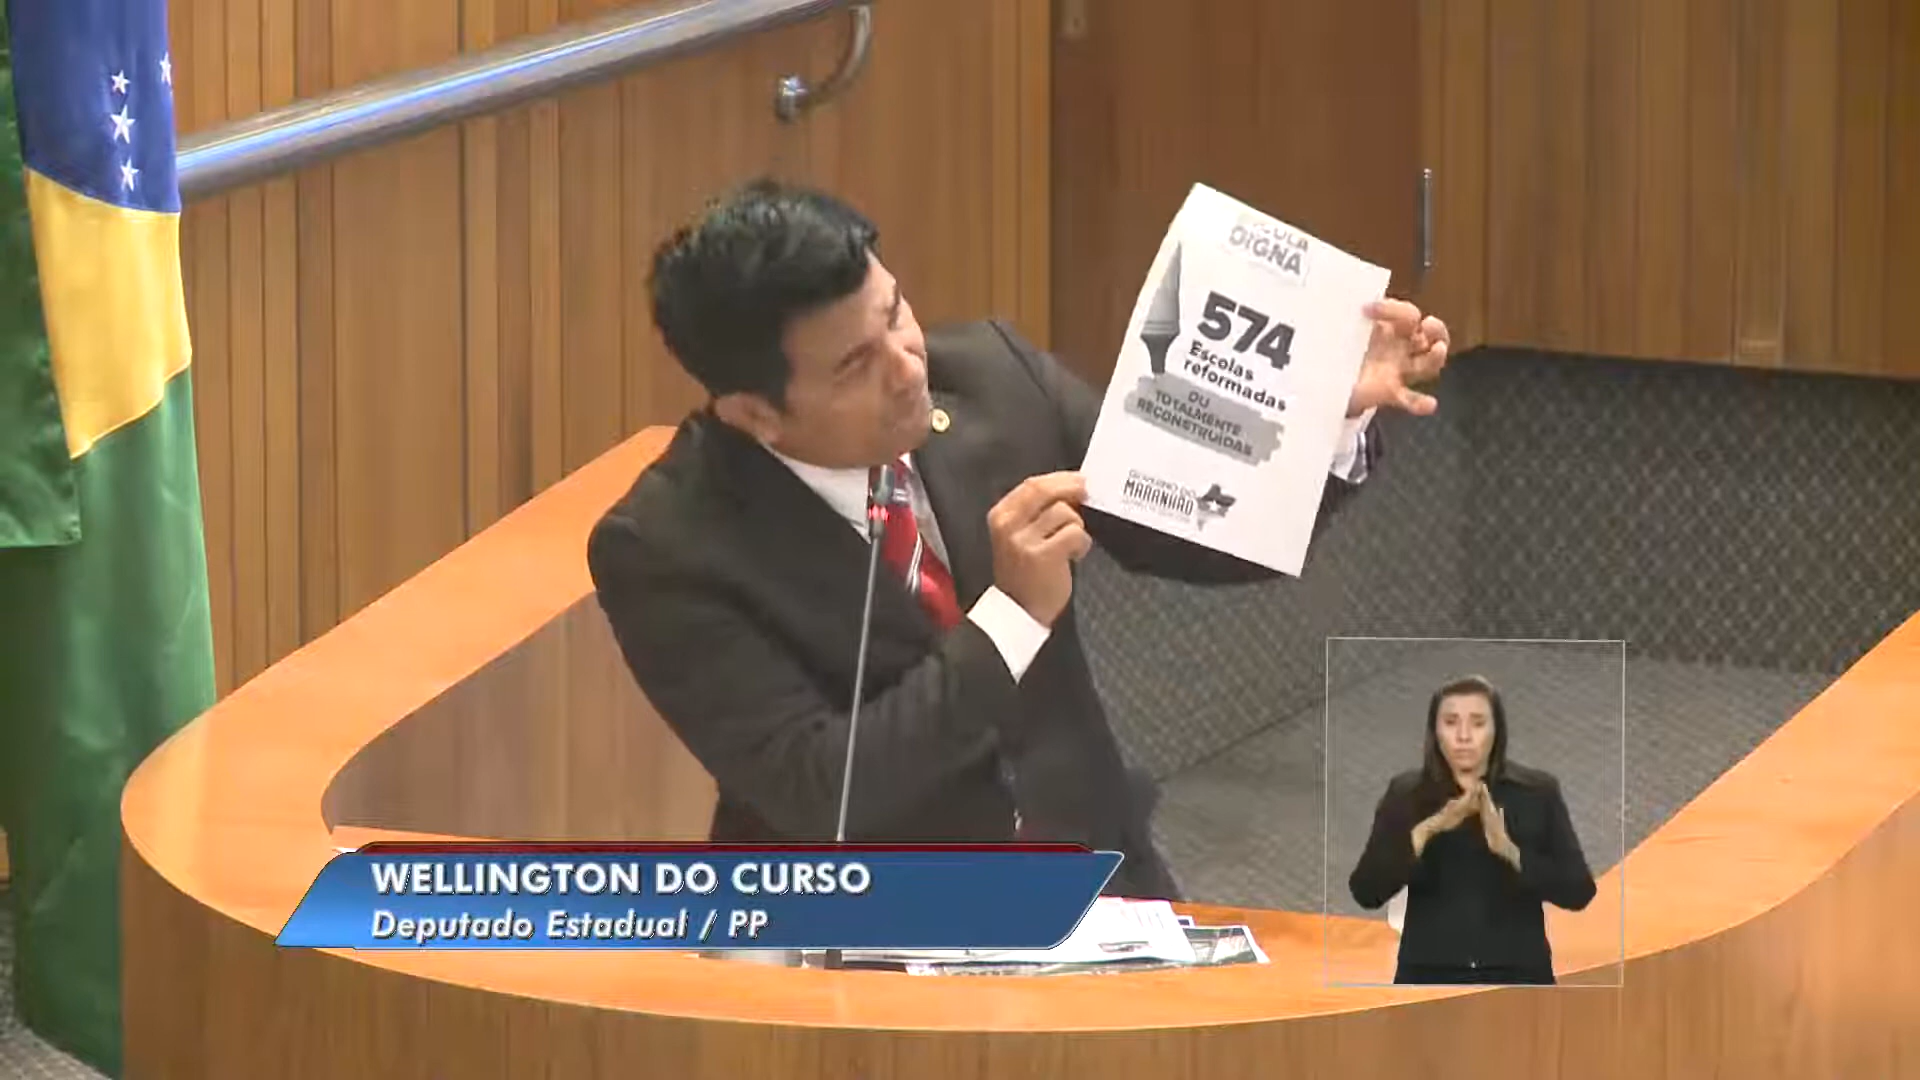 ESCOLA
DIGNA
574
Escolas
reformadas
OU
TOTALMENTE
RECONSTRUÍDAS
GOVERNO DO
MARANHÃO
WELLINGTON DO CURSO
Deputado Estadual / PP